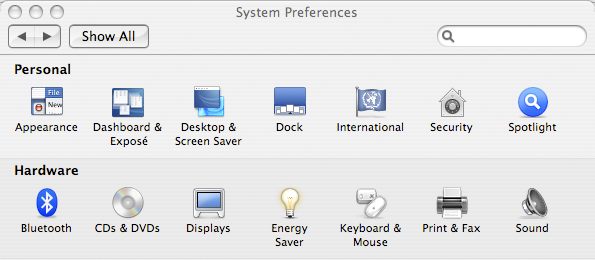 System Preferences
Show All
Personal
File
New
Appearance
Dashboard &
Exposé
Desktop &
Screen Saver
Dock
International
Security
Spotlight
Hardware
Bluetooth
CDs & DVDs
Displays
Energy
Saver
Keyboard &
Mouse
Print & Fax
Sound